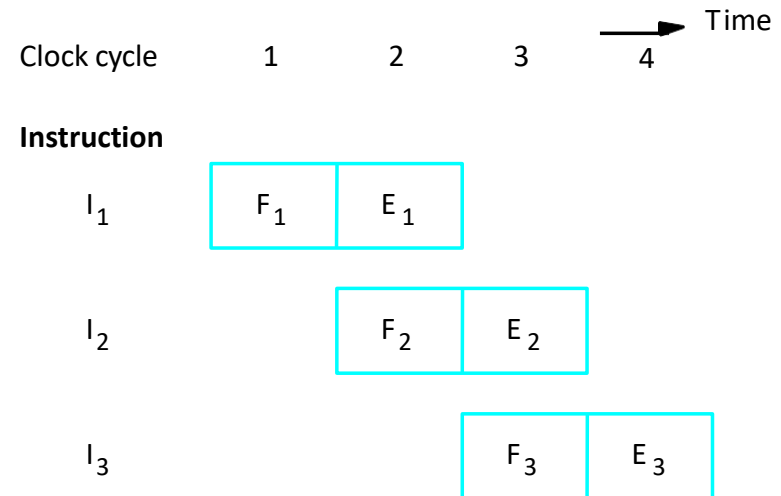 Time
Clock cycle 1 2 3 4
Instruction
I1 F1 E1
I2 F2 E2
I3 F3 E3